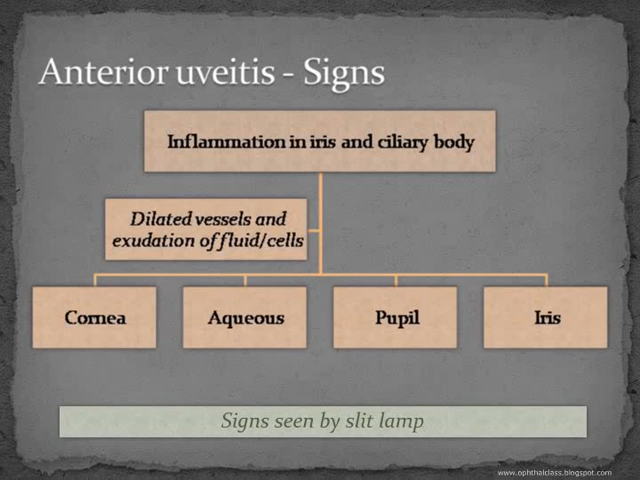 Anterior uveitis - Signs
Inflammation in iris and ciliary body
Dilated vessels and
exudation of fluid/cells
Cornea
Aqueous
Pupil
Iris
Signs seen by slit lamp
www.ophthalclass.blogspot.com